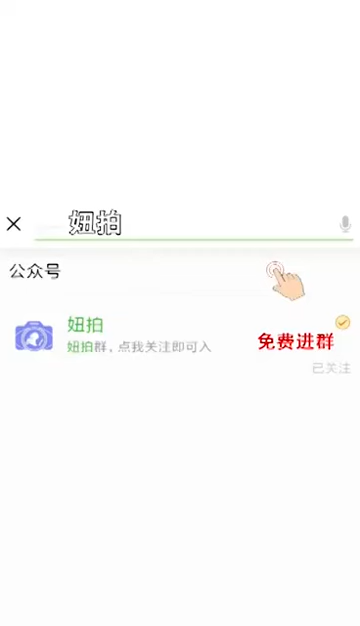 妞拍
公众号
妞拍
妞拍群，点我关注即可入
免费进群
已关注